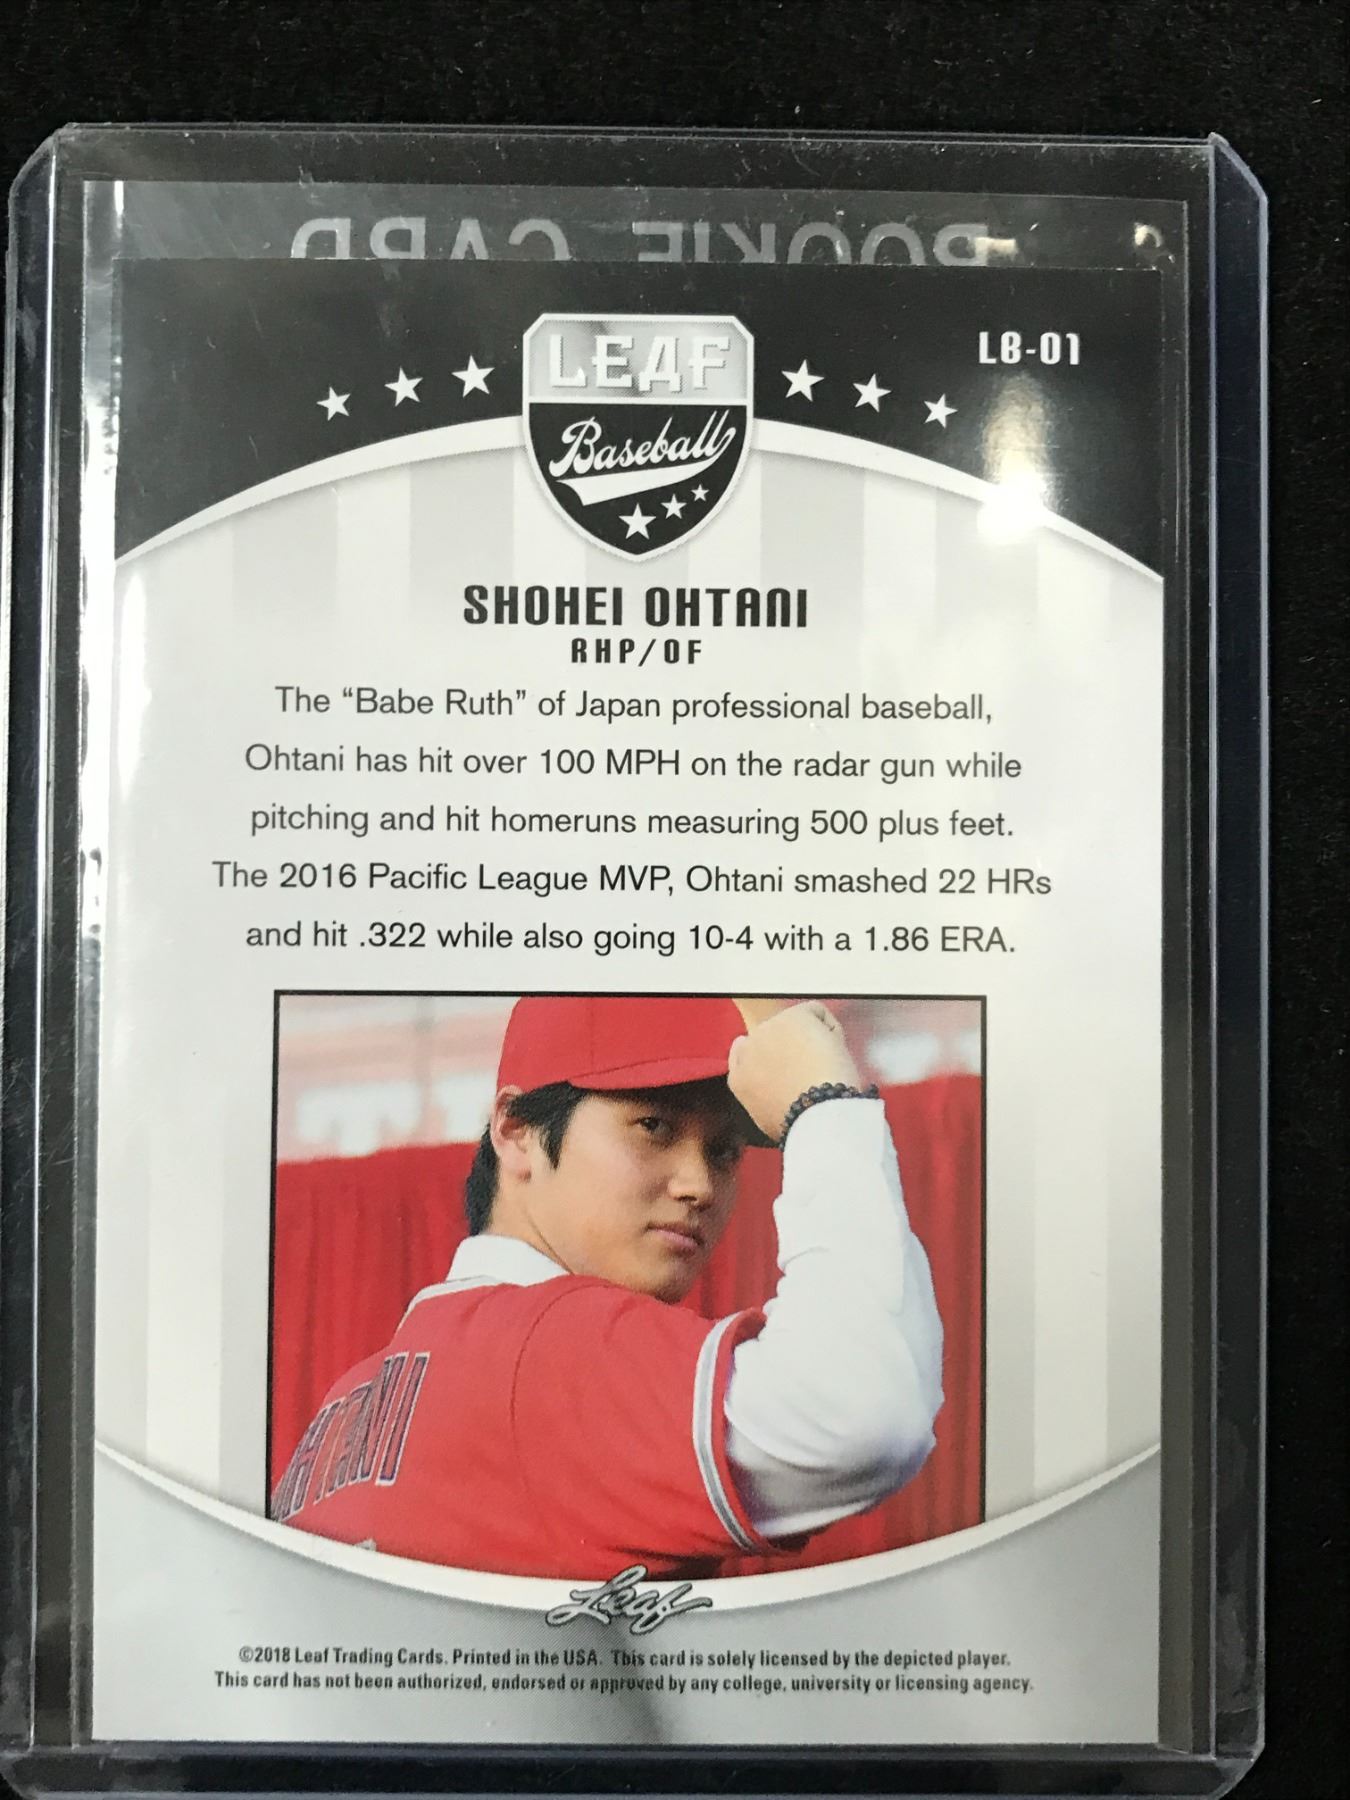 ROOKIE CARD
LB-01
LEAF
Baseball
SHOHEI OHTANI
RHP/OF
The “Babe Ruth” of Japan professional baseball,
Ohtani has hit over 100 MPH on the radar gun while
pitching and hit homeruns measuring 500 plus feet.
The 2016 Pacific League MVP, Ohtani smashed 22 HRs
and hit .322 while also going 10-4 with a 1.86 ERA.
HTANI
Leaf
©2018 Leaf Trading Cards. Printed in the USA. This card is solely licensed by the depicted player.
This card has not been authorized, endorsed or approved by any college, university or licensing agency.